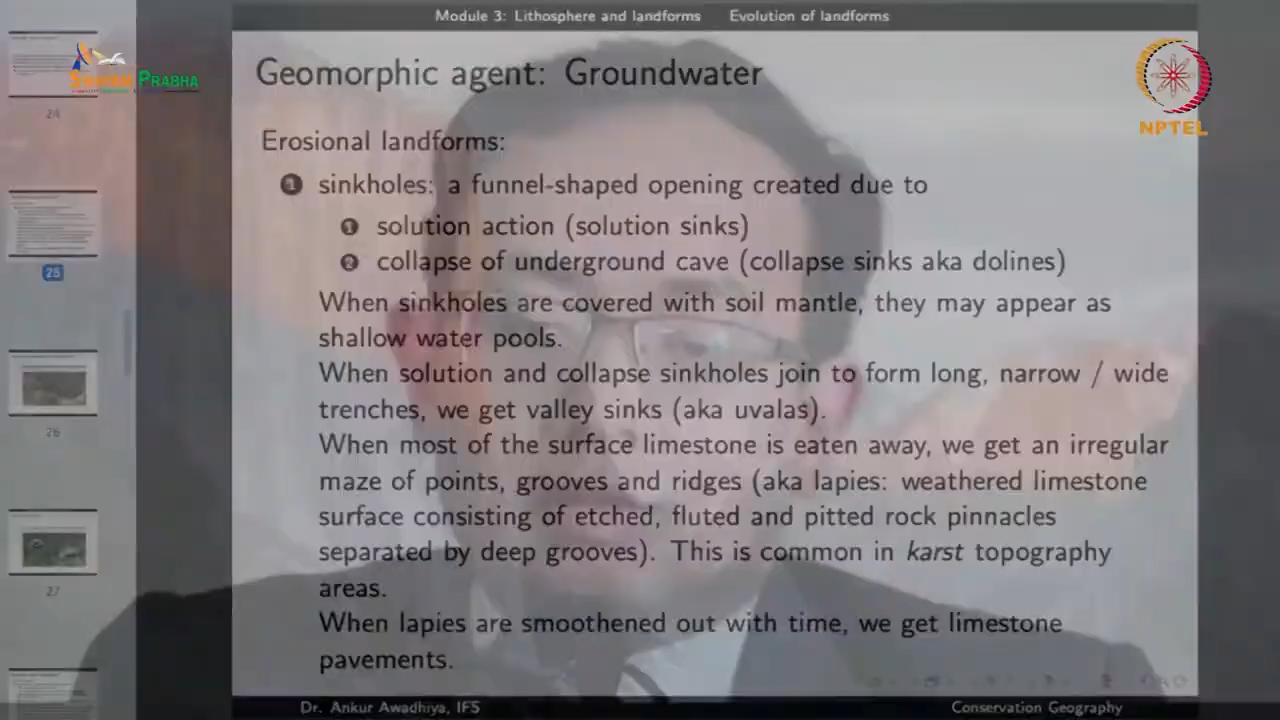 Module 3: Lithosphere and landforms Evolution of landforms
SWAYAM PRABHA
Geomorphic agent: Groundwater
NPTEL
24
Erosional landforms:
1 sinkholes: a funnel-shaped opening created due to
1 solution action (solution sinks)
2 collapse of underground cave (collapse sinks aka dolines)
25
When sinkholes are covered with soil mantle, they may appear as
shallow water pools.
When solution and collapse sinkholes join to form long, narrow / wide
trenches, we get valley sinks (aka uvalas).
26
When most of the surface limestone is eaten away, we get an irregular
maze of points, grooves and ridges (aka lapies: weathered limestone
surface consisting of etched, fluted and pitted rock pinnacles
separated by deep grooves). This is common in karst topography
areas.
27
When lapies are smoothened out with time, we get limestone
pavements.
Dr. Ankur Awadhiya, IFS Conservation Geography